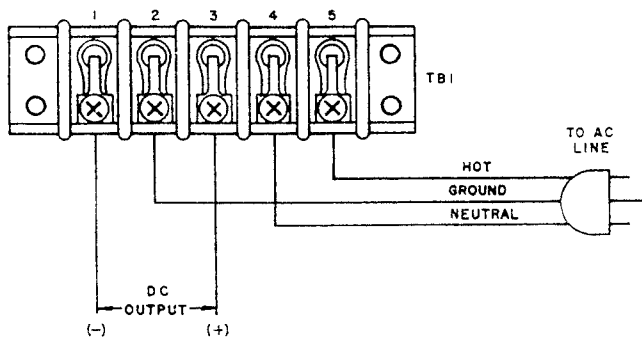 1 2 3 4 5
TB1
TO AC
LINE
HOT
GROUND
NEUTRAL
DC
OUTPUT
(-) (+)